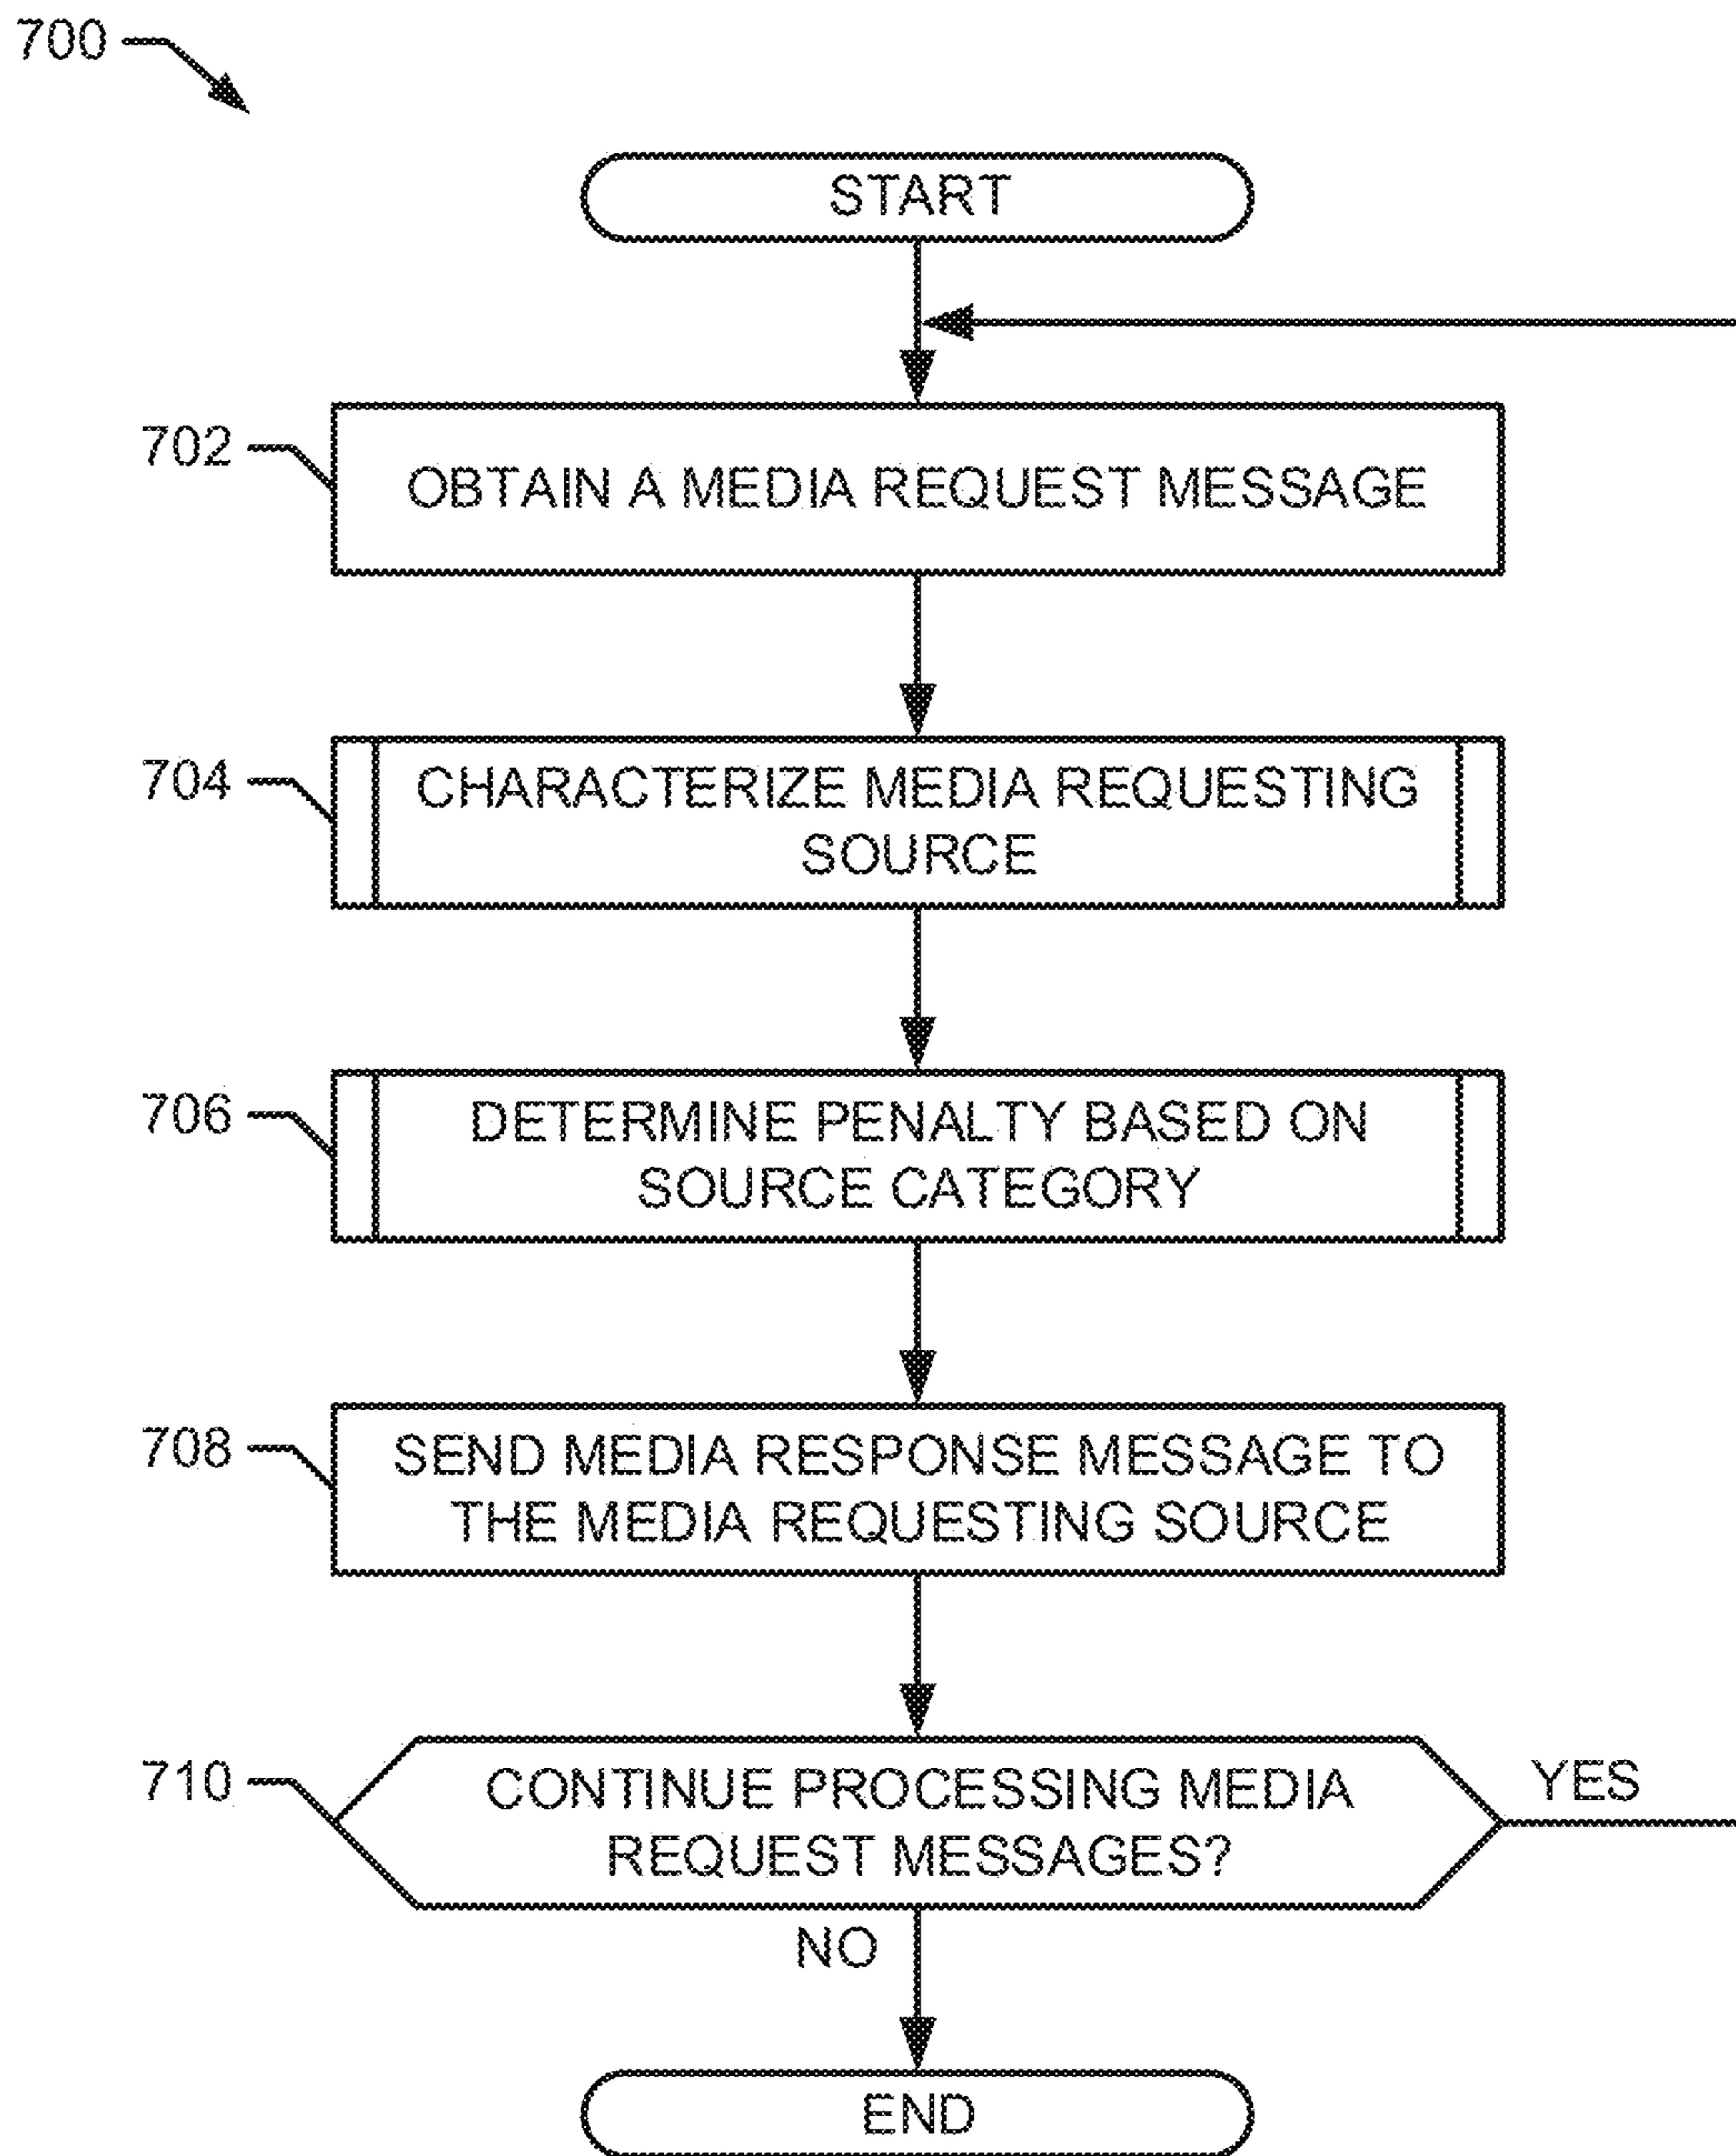 700
START
702
OBTAIN A MEDIA REQUEST MESSAGE
704
CHARACTERIZE MEDIA REQUESTING
SOURCE
706
DETERMINE PENALTY BASED ON
SOURCE CATEGORY
708
SEND MEDIA RESPONSE MESSAGE TO
THE MEDIA REQUESTING SOURCE
710
CONTINUE PROCESSING MEDIA
REQUEST MESSAGES?
YES
NO
END